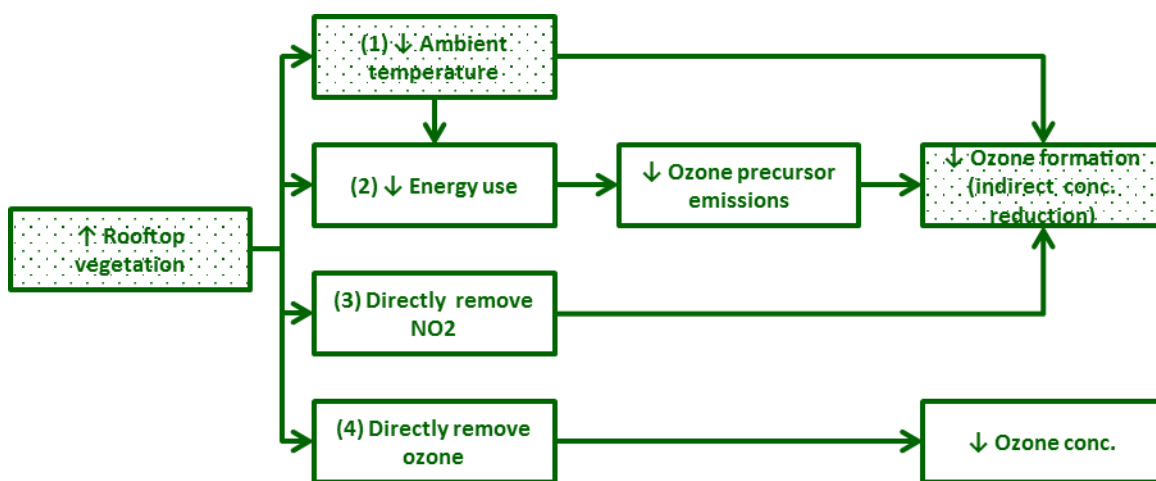 (1) ↓ Ambient
temperature
(2) ↓ Energy use
↓ Ozone precursor
emissions
↓ Ozone formation
(indirect conc.
reduction)
↑ Rooftop
vegetation
(3) Directly remove
NO2
(4) Directly remove
ozone
↓ Ozone conc.